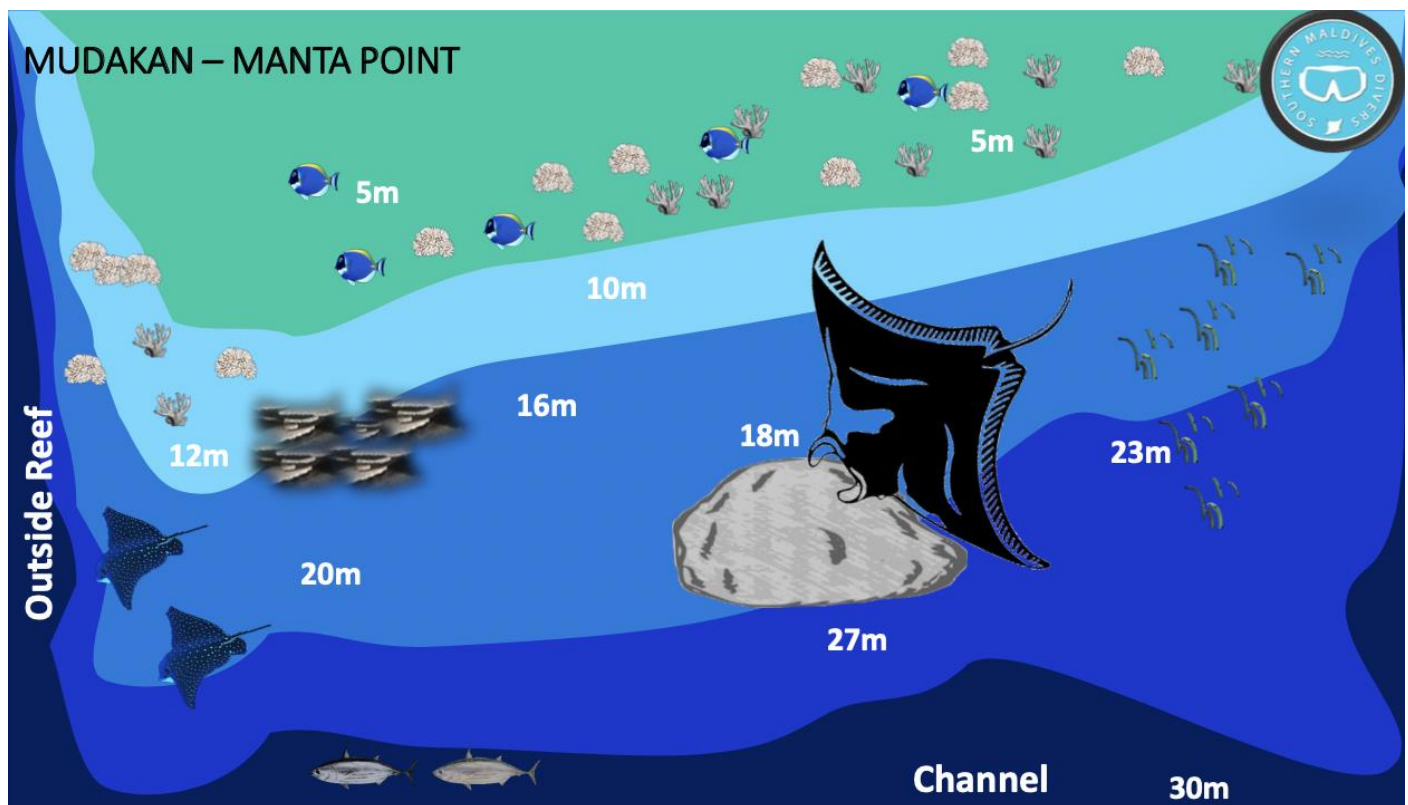 MUDAKAN – MANTA POINT
SOUTHERN MALDIVES DIVERS
5m
5m
10m
16m
12m
18m
23m
Outside Reef
20m
27m
Channel
30m